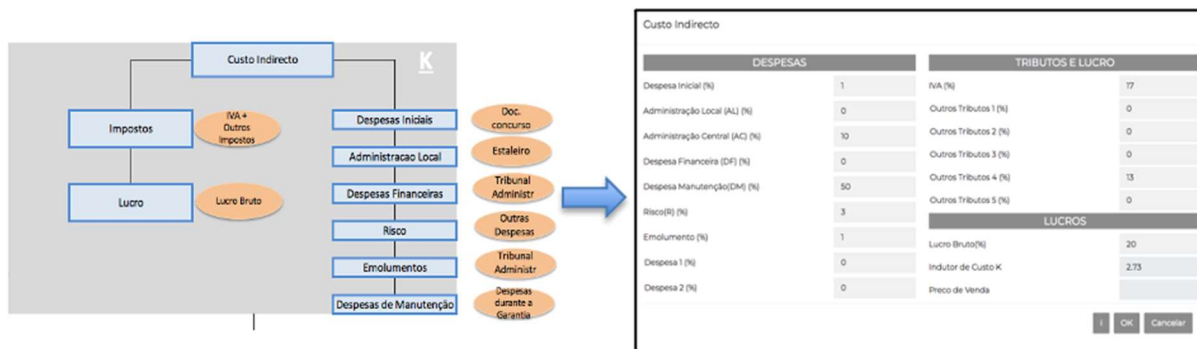 Custo Indirecto
K
Impostos
IVA +
Outros
Impostos
Lucro
Lucro Bruto
Despesas Iniciais
Doc.
concurso
Administracao Local
Estaleiro
Despesas Financeiras
Tribunal
Administr
Risco
Outras
Despesas
Emolumentos
Tribunal
Administr
Despesas de Manutenção
Despesas
durante a
Garantia
Custo Indirecto
DESPESAS
Despesa Inicial (%) 1
Administração Local (AL) (%) 0
Administração Central (AC) (%) 10
Despesa Financeira (DF) (%) 0
Despesa Manutenção(DM) (%) 50
Risco(R) (%) 3
Emolumento (%) 1
Despesa 1 (%) 0
Despesa 2 (%) 0
TRIBUTOS E LUCRO
IVA (%) 17
Outros Tributos 1 (%) 0
Outros Tributos 2 (%) 0
Outros Tributos 3 (%) 0
Outros Tributos 4 (%) 13
Outros Tributos 5 (%) 0
LUCROS
Lucro Bruto(%) 20
Indutor de Custo K 2.73
Preco de Venda
i OK Cancelar